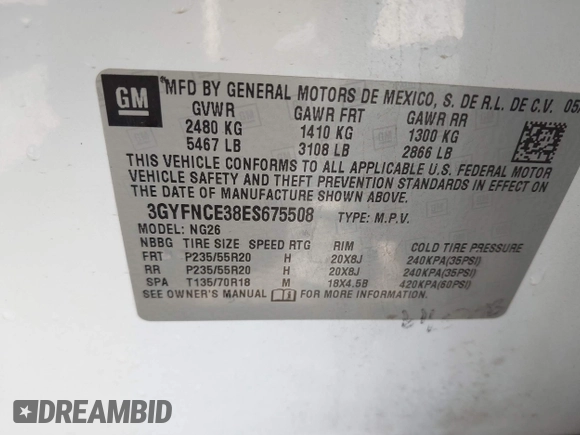 GM
MFD BY GENERAL MOTORS DE MEXICO, S. DE R.L. DE C.V.
GVWR GAWR FRT GAWR RR
2480 KG 1410 KG 1300 KG
5467 LB 3108 LB 2866 LB
THIS VEHICLE CONFORMS TO ALL APPLICABLE U.S. FEDERAL MOTOR
VEHICLE SAFETY AND THEFT PREVENTION STANDARDS IN EFFECT ON
THE DATE OF MANUFACTURE SHOWN ABOVE.
3GYFNCE38ES675508 TYPE: M.P.V.
MODEL: NG26
NBBG TIRE SIZE SPEED RTG RIM COLD TIRE PRESSURE
FRT P235/55R20 H 20X8J 240KPA(35PSI)
RR P235/55R20 H 20X8J 240KPA(35PSI)
SPA T135/70R18 M 18X4.5B 420KPA(60PSI)
SEE OWNER'S MANUAL FOR MORE INFORMATION.
DREAMBID